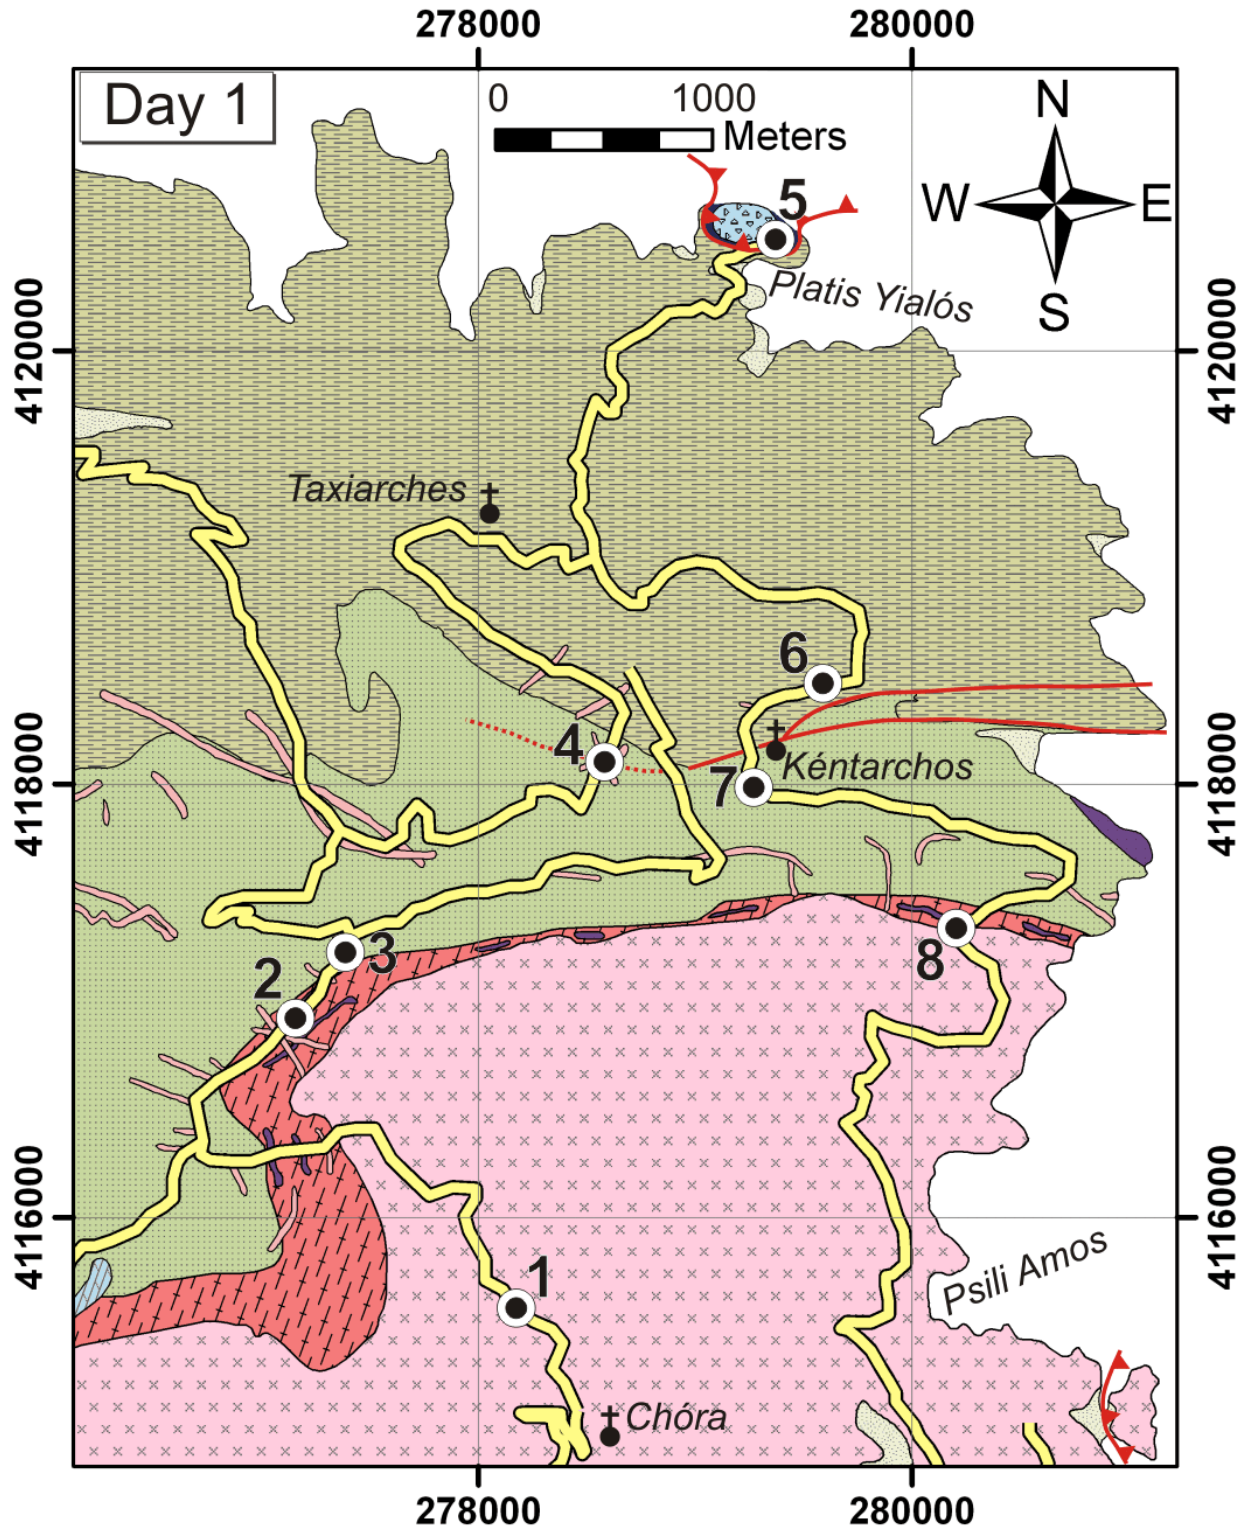 278000 280000
Day 1
0 1000
Meters
N
W E
S
5
Platis Yialós
4120000 4120000
Taxiarches
6
4
Kéntarchos
7
4118000 4118000
3
2
8
4116000 4116000
Psili Amos
1
Chóra
278000 280000